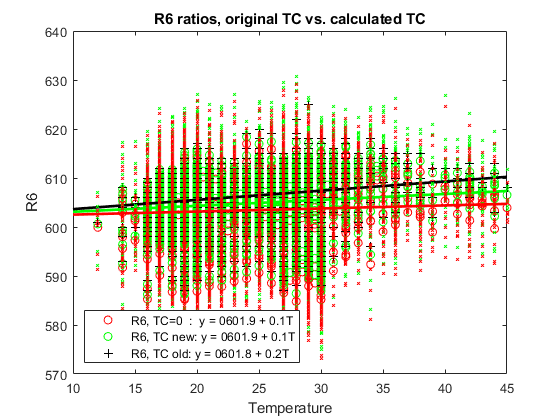 R6 ratios, original TC vs. calculated TC
640
630
620
610
600
590
580
570
R6
R6, TC=0 : y = 0601.9 + 0.1T
R6, TC new: y = 0601.9 + 0.1T
R6, TC old: y = 0601.8 + 0.2T
10 15 20 25 30 35 40 45
Temperature